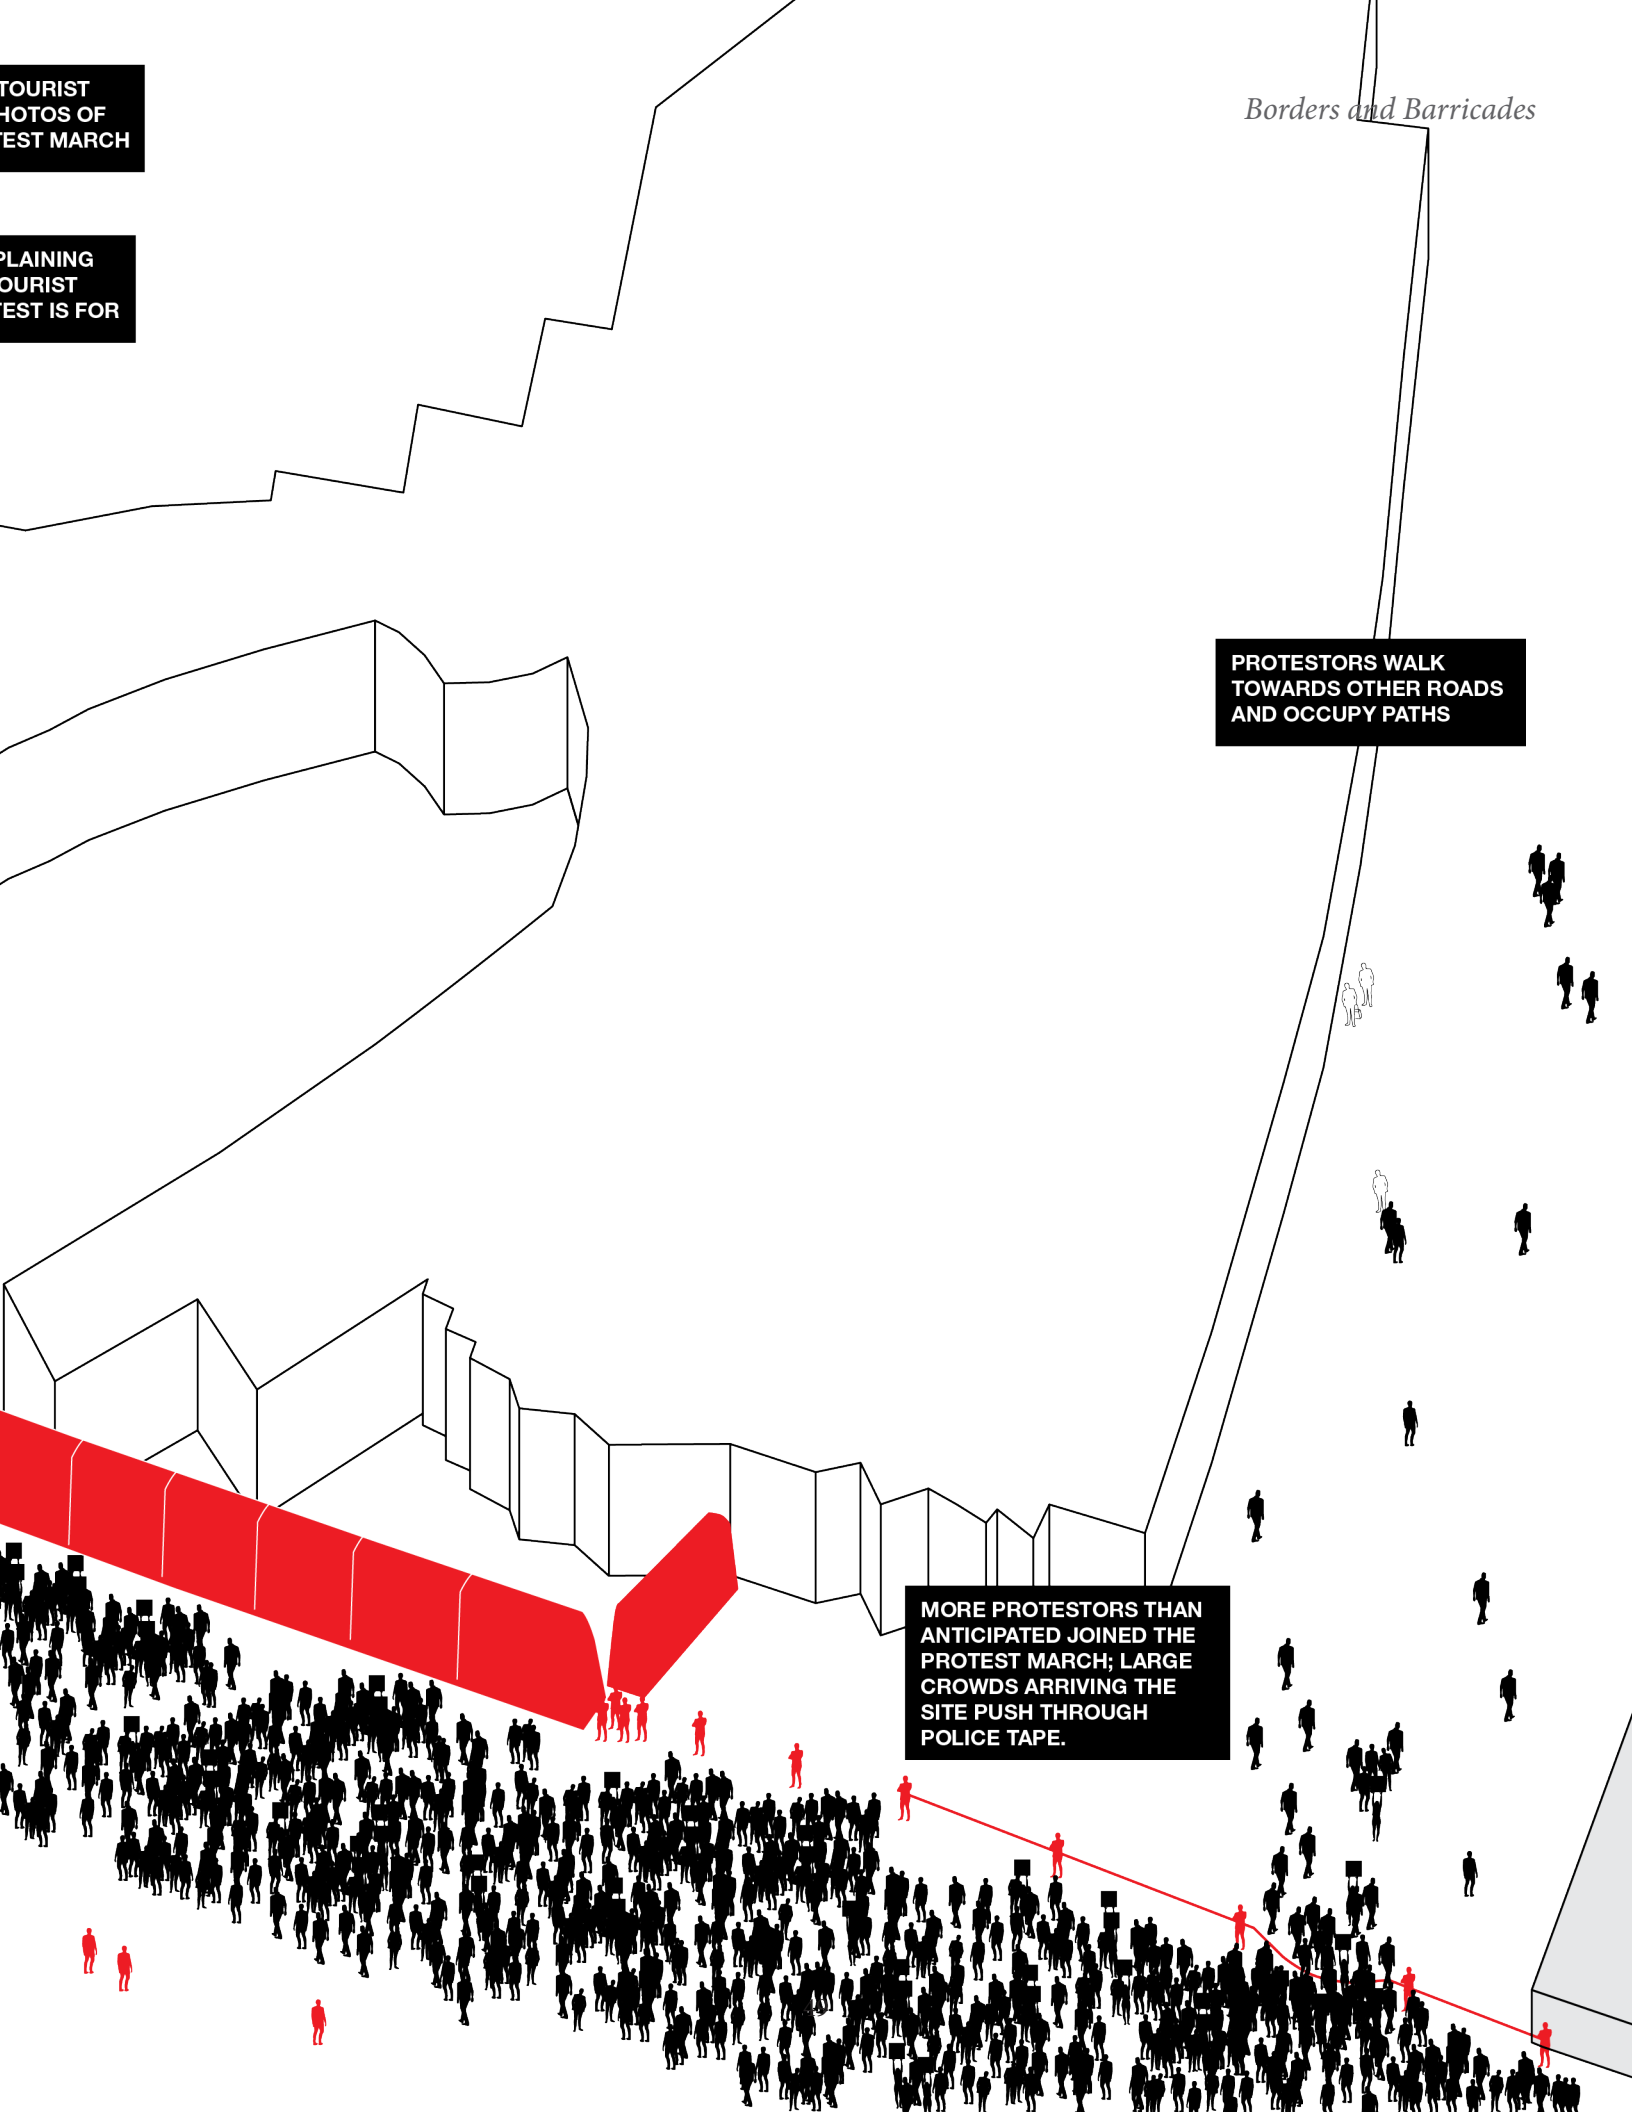 TOURIST
HOTOS OF
TEST MARCH
Borders and Barricades
PLAINING
OURIST
TEST IS FOR
PROTESTORS WALK
TOWARDS OTHER ROADS
AND OCCUPY PATHS
MORE PROTESTORS THAN
ANTICIPATED JOINED THE
PROTEST MARCH; LARGE
CROWDS ARRIVING THE
SITE PUSH THROUGH
POLICE TAPE.